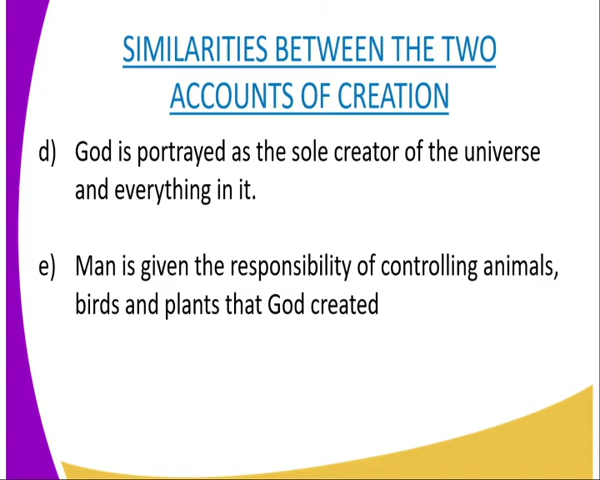 SIMILARITIES BETWEEN THE TWO
ACCOUNTS OF CREATION
d) God is portrayed as the sole creator of the universe
and everything in it.
e) Man is given the responsibility of controlling animals,
birds and plants that God created